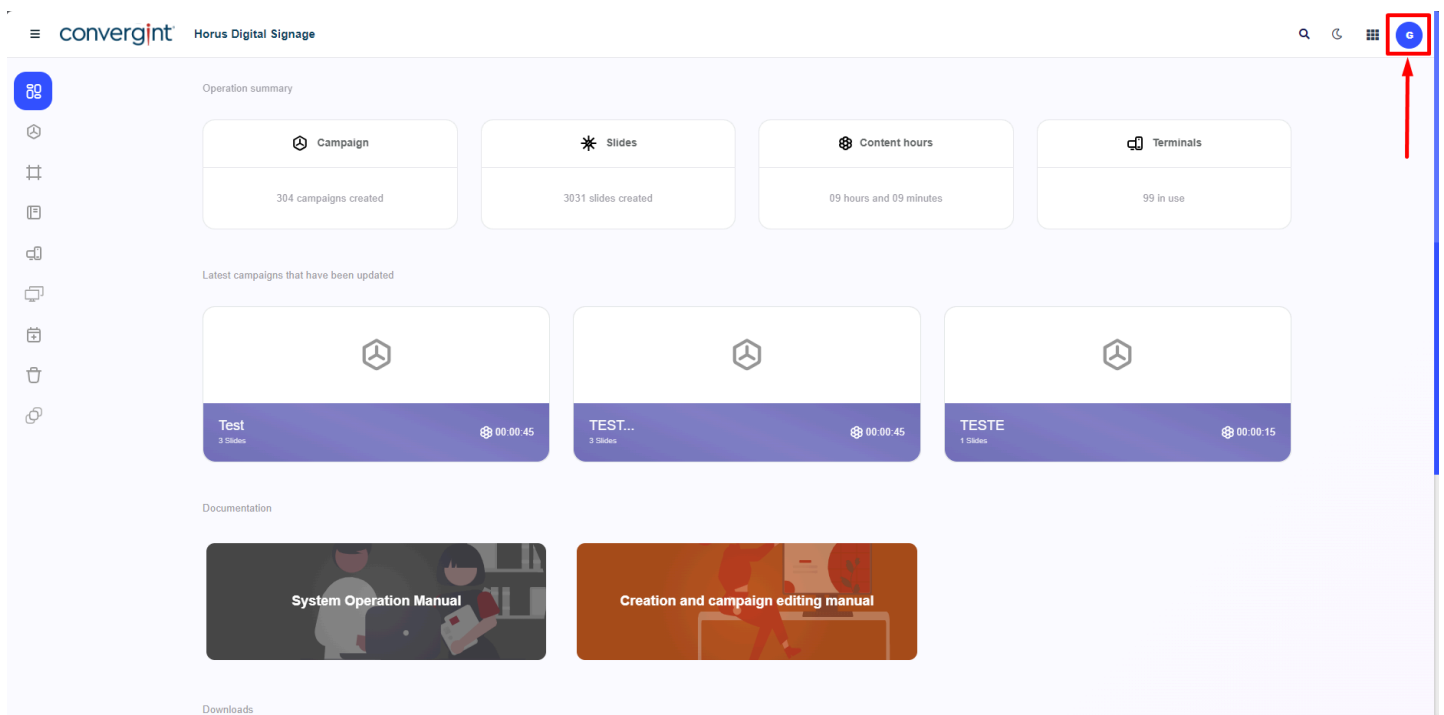 convergint Horus Digital Signage G
Operation summary
Campaign Slides Content hours Terminals
304 campaigns created 3031 slides created 09 hours and 09 minutes 99 in use
Latest campaigns that have been updated
Test 00:00:45 TEST... 00:00:45 TESTE 00:00:15
3 Slides 3 Slides 1 Slides
Documentation
System Operation Manual Creation and campaign editing manual
Downloads